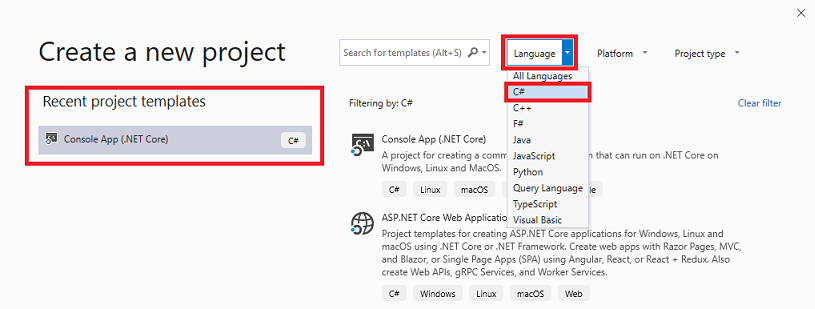 Create a new project
Search for templates (Alt+S)
Language
Platform
Project type
All Languages
C#
C++
F#
Java
JavaScript
Python
Query Language
TypeScript
Visual Basic
Recent project templates
Console App (.NET Core)
C#
Filtering by: C#
Clear filter
Console App (.NET Core)
A project for creating a comm that can run on .NET Core on
Windows, Linux and MacOS.
C# Linux macOS
ASP.NET Core Web Application
Project templates for creating ASP.NET Core applications for Windows, Linux and
macOS using .NET Core or .NET Framework. Create web apps with Razor Pages, MVC,
and Blazor, or Single Page Apps (SPA) using Angular, React, or React + Redux. Also
create Web APIs, gRPC Services, and Worker Services.
C# Windows Linux macOS Web